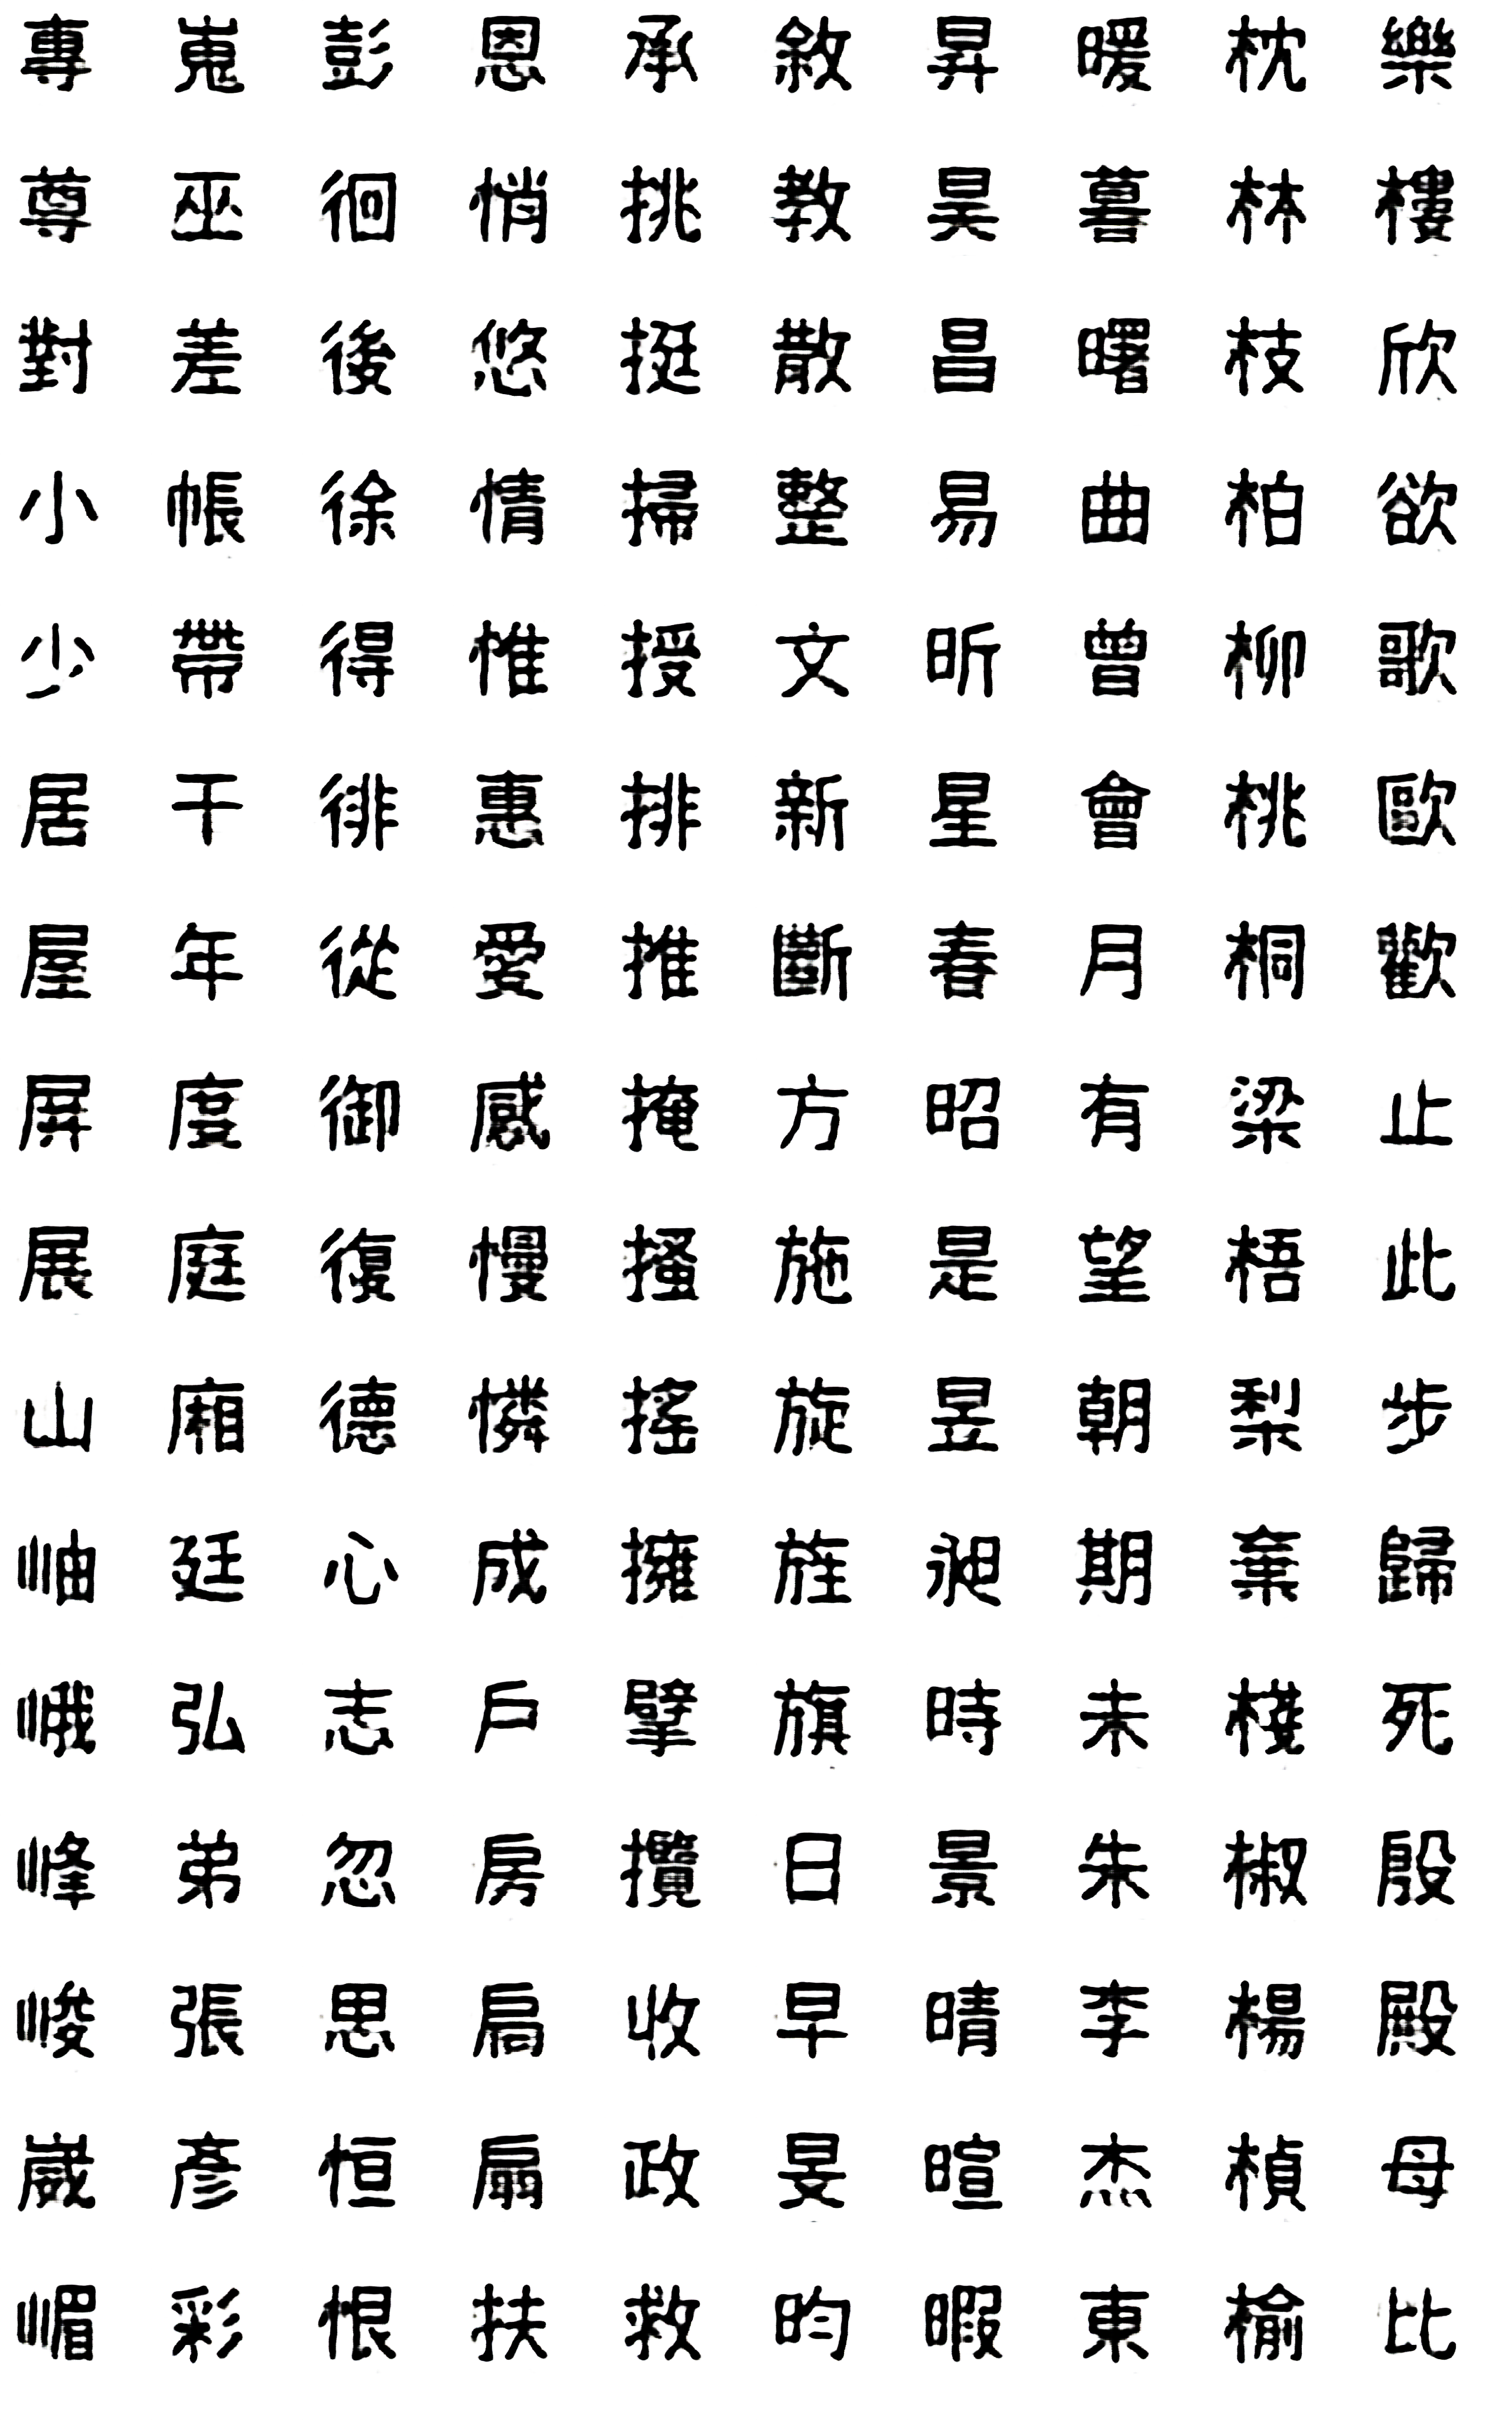 專嵬彭恩承敘昇暖枕樂
尊巫徊悄挑教昊暮林樓
對差後悠挺散昌曙枝欣
小帳徐情掃整易曲柏欲
少帶得惟授文昕曾柳歌
居干徘惠排新星會桃歐
屋年從愛推斷春月桐歡
屏度御感掩方昭有梁止
展庭復慢搔施是望梧此
山廂德憐搖旋昱朝梨步
岫廷心成擁旌昶期棄歸
峨弘志戶擘旗時未棧死
峰弟忽房攬日景朱椒殷
峻張思扃收早晴李楊殿
崴彥恒扇政旻暄杰楨母
嵋彩恨扶救昀暇東榆比